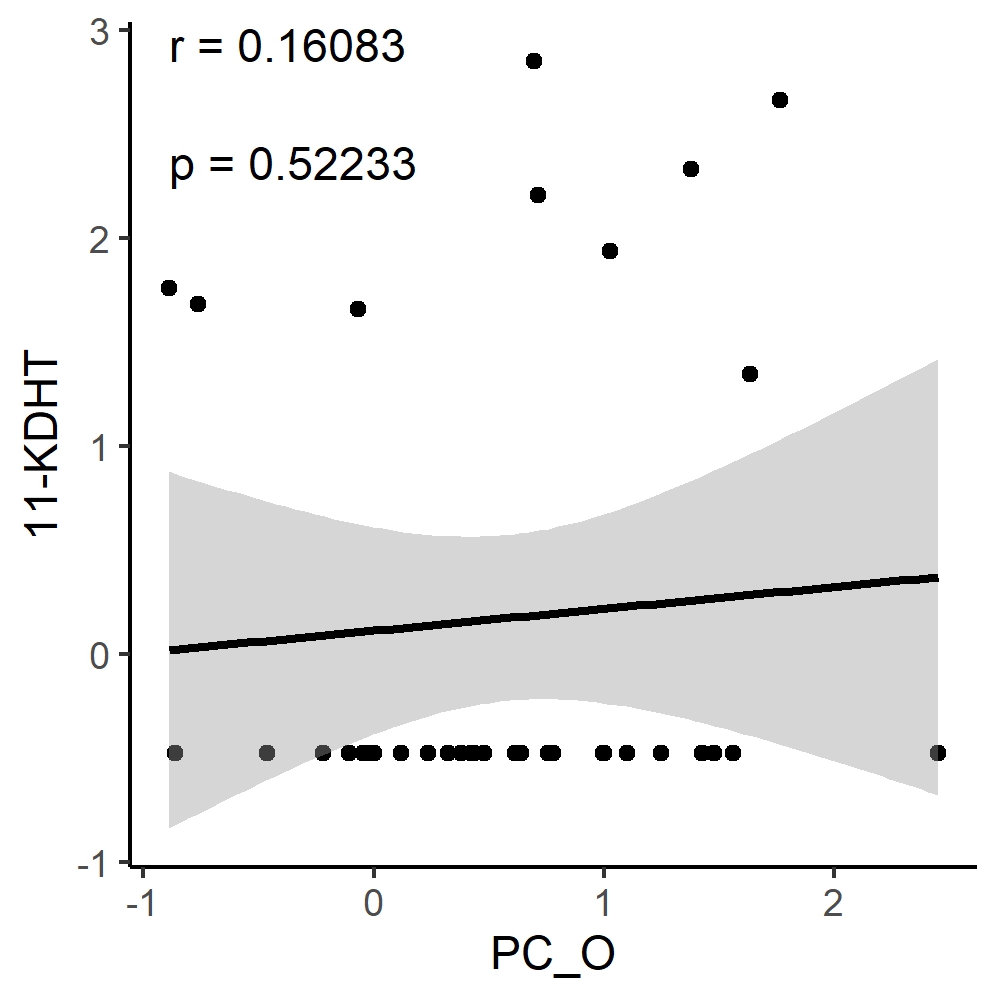 r = 0.16083
p = 0.52233
3
2
1
0
-1
11-KDHT
-1 0 1 2
PC_O